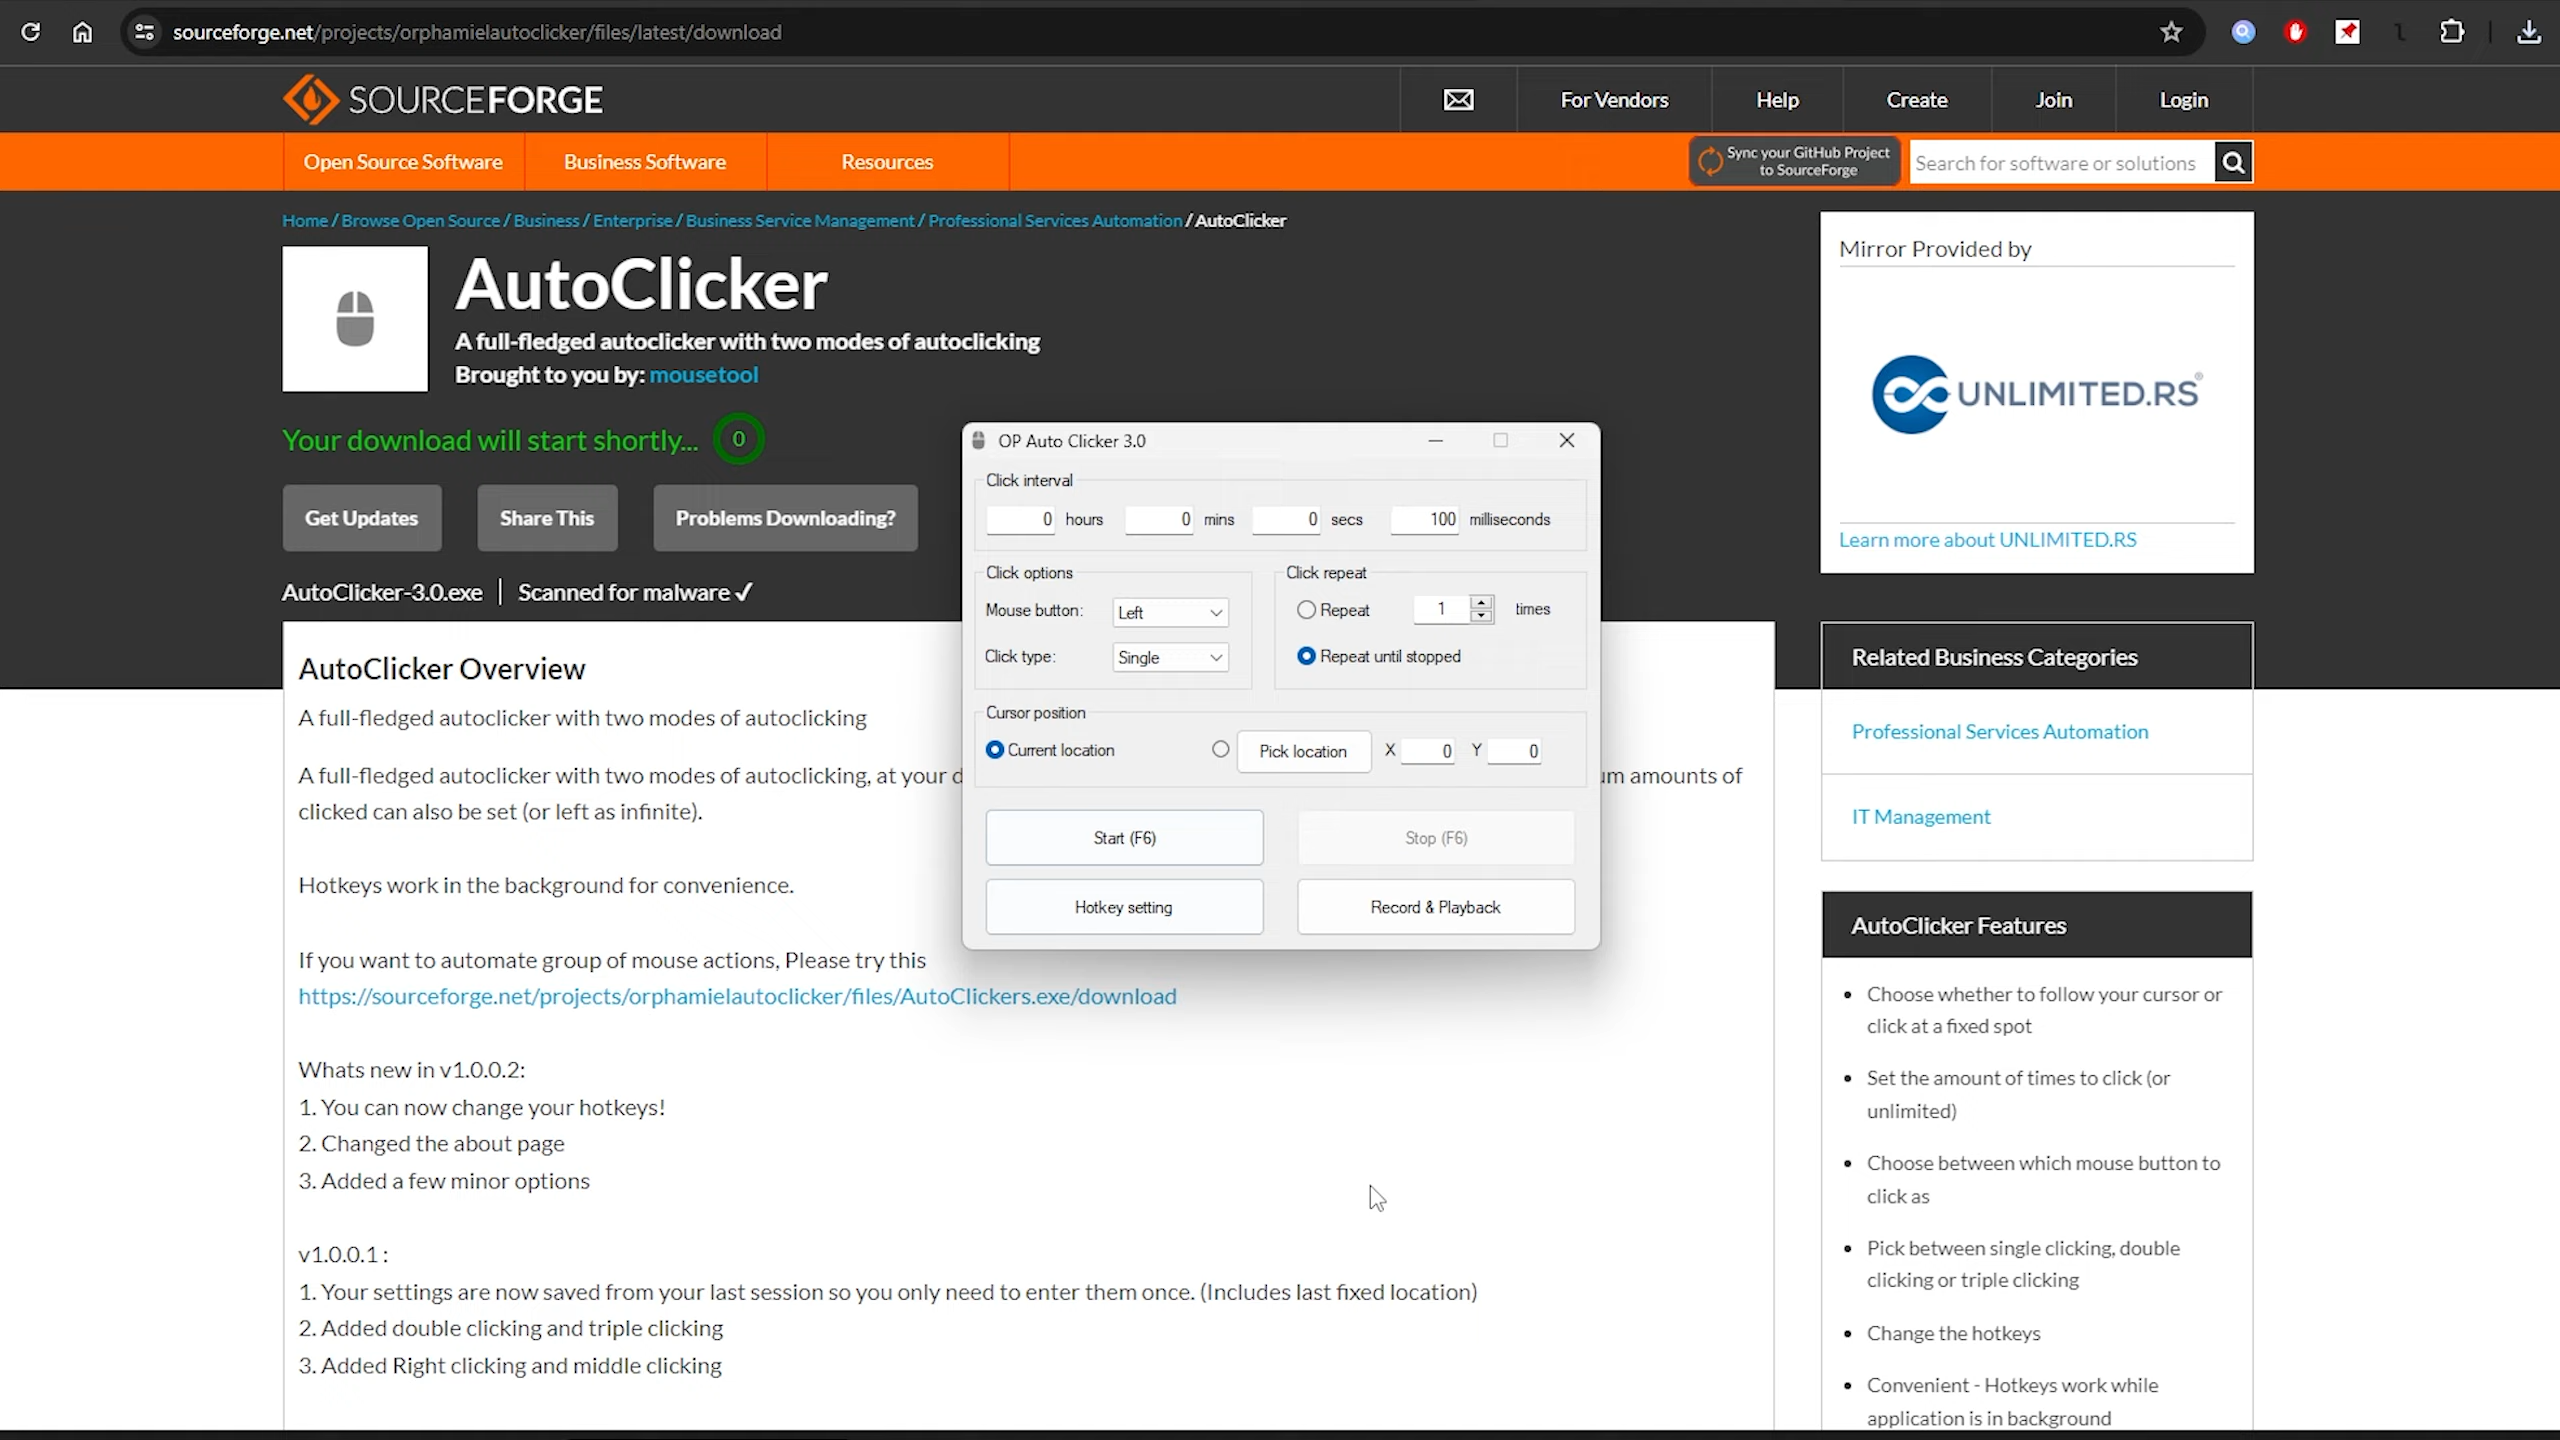 sourceforge.net/projects/orphamielautoclicker/files/latest/download
SOURCEFORGE
For Vendors
Help
Create
Join
Login
Open Source Software
Business Software
Resources
Sync your GitHub Project
to SourceForge
Search for software or solutions
Home / Browse Open Source / Business / Enterprise / Business Service Management / Professional Services Automation / AutoClicker
AutoClicker
A full-fledged autoclicker with two modes of autoclicking
Brought to you by: mousetool
Your download will start shortly... 0
Get Updates
Share This
Problems Downloading?
AutoClicker-3.0.exe | Scanned for malware ✓
Mirror Provided by
UNLIMITED.RS®
Learn more about UNLIMITED.RS
OP Auto Clicker 3.0
Click interval
0 hours 0 mins 0 secs 100 milliseconds
Click options
Mouse button: Left
Click type: Single
Click repeat
Repeat 1 times
Repeat until stopped
Cursor position
Current location
Pick location X 0 Y 0
Start (F6)
Stop (F6)
Hotkey setting
Record & Playback
AutoClicker Overview
A full-fledged autoclicker with two modes of autoclicking
A full-fledged autoclicker with two modes of autoclicking, at your amounts of
clicked can also be set (or left as infinite).
Hotkeys work in the background for convenience.
If you want to automate group of mouse actions, Please try this
https://sourceforge.net/projects/orphamielautoclicker/files/AutoClickers.exe/download
Whats new in v1.0.0.2:
1. You can now change your hotkeys!
2. Changed the about page
3. Added a few minor options
v1.0.0.1 :
1. Your settings are now saved from your last session so you only need to enter them once. (Includes last fixed location)
2. Added double clicking and triple clicking
3. Added Right clicking and middle clicking
Related Business Categories
Professional Services Automation
IT Management
AutoClicker Features
• Choose whether to follow your cursor or
click at a fixed spot
• Set the amount of times to click (or
unlimited)
• Choose between which mouse button to
click as
• Pick between single clicking, double
clicking or triple clicking
• Change the hotkeys
• Convenient - Hotkeys work while
application is in background